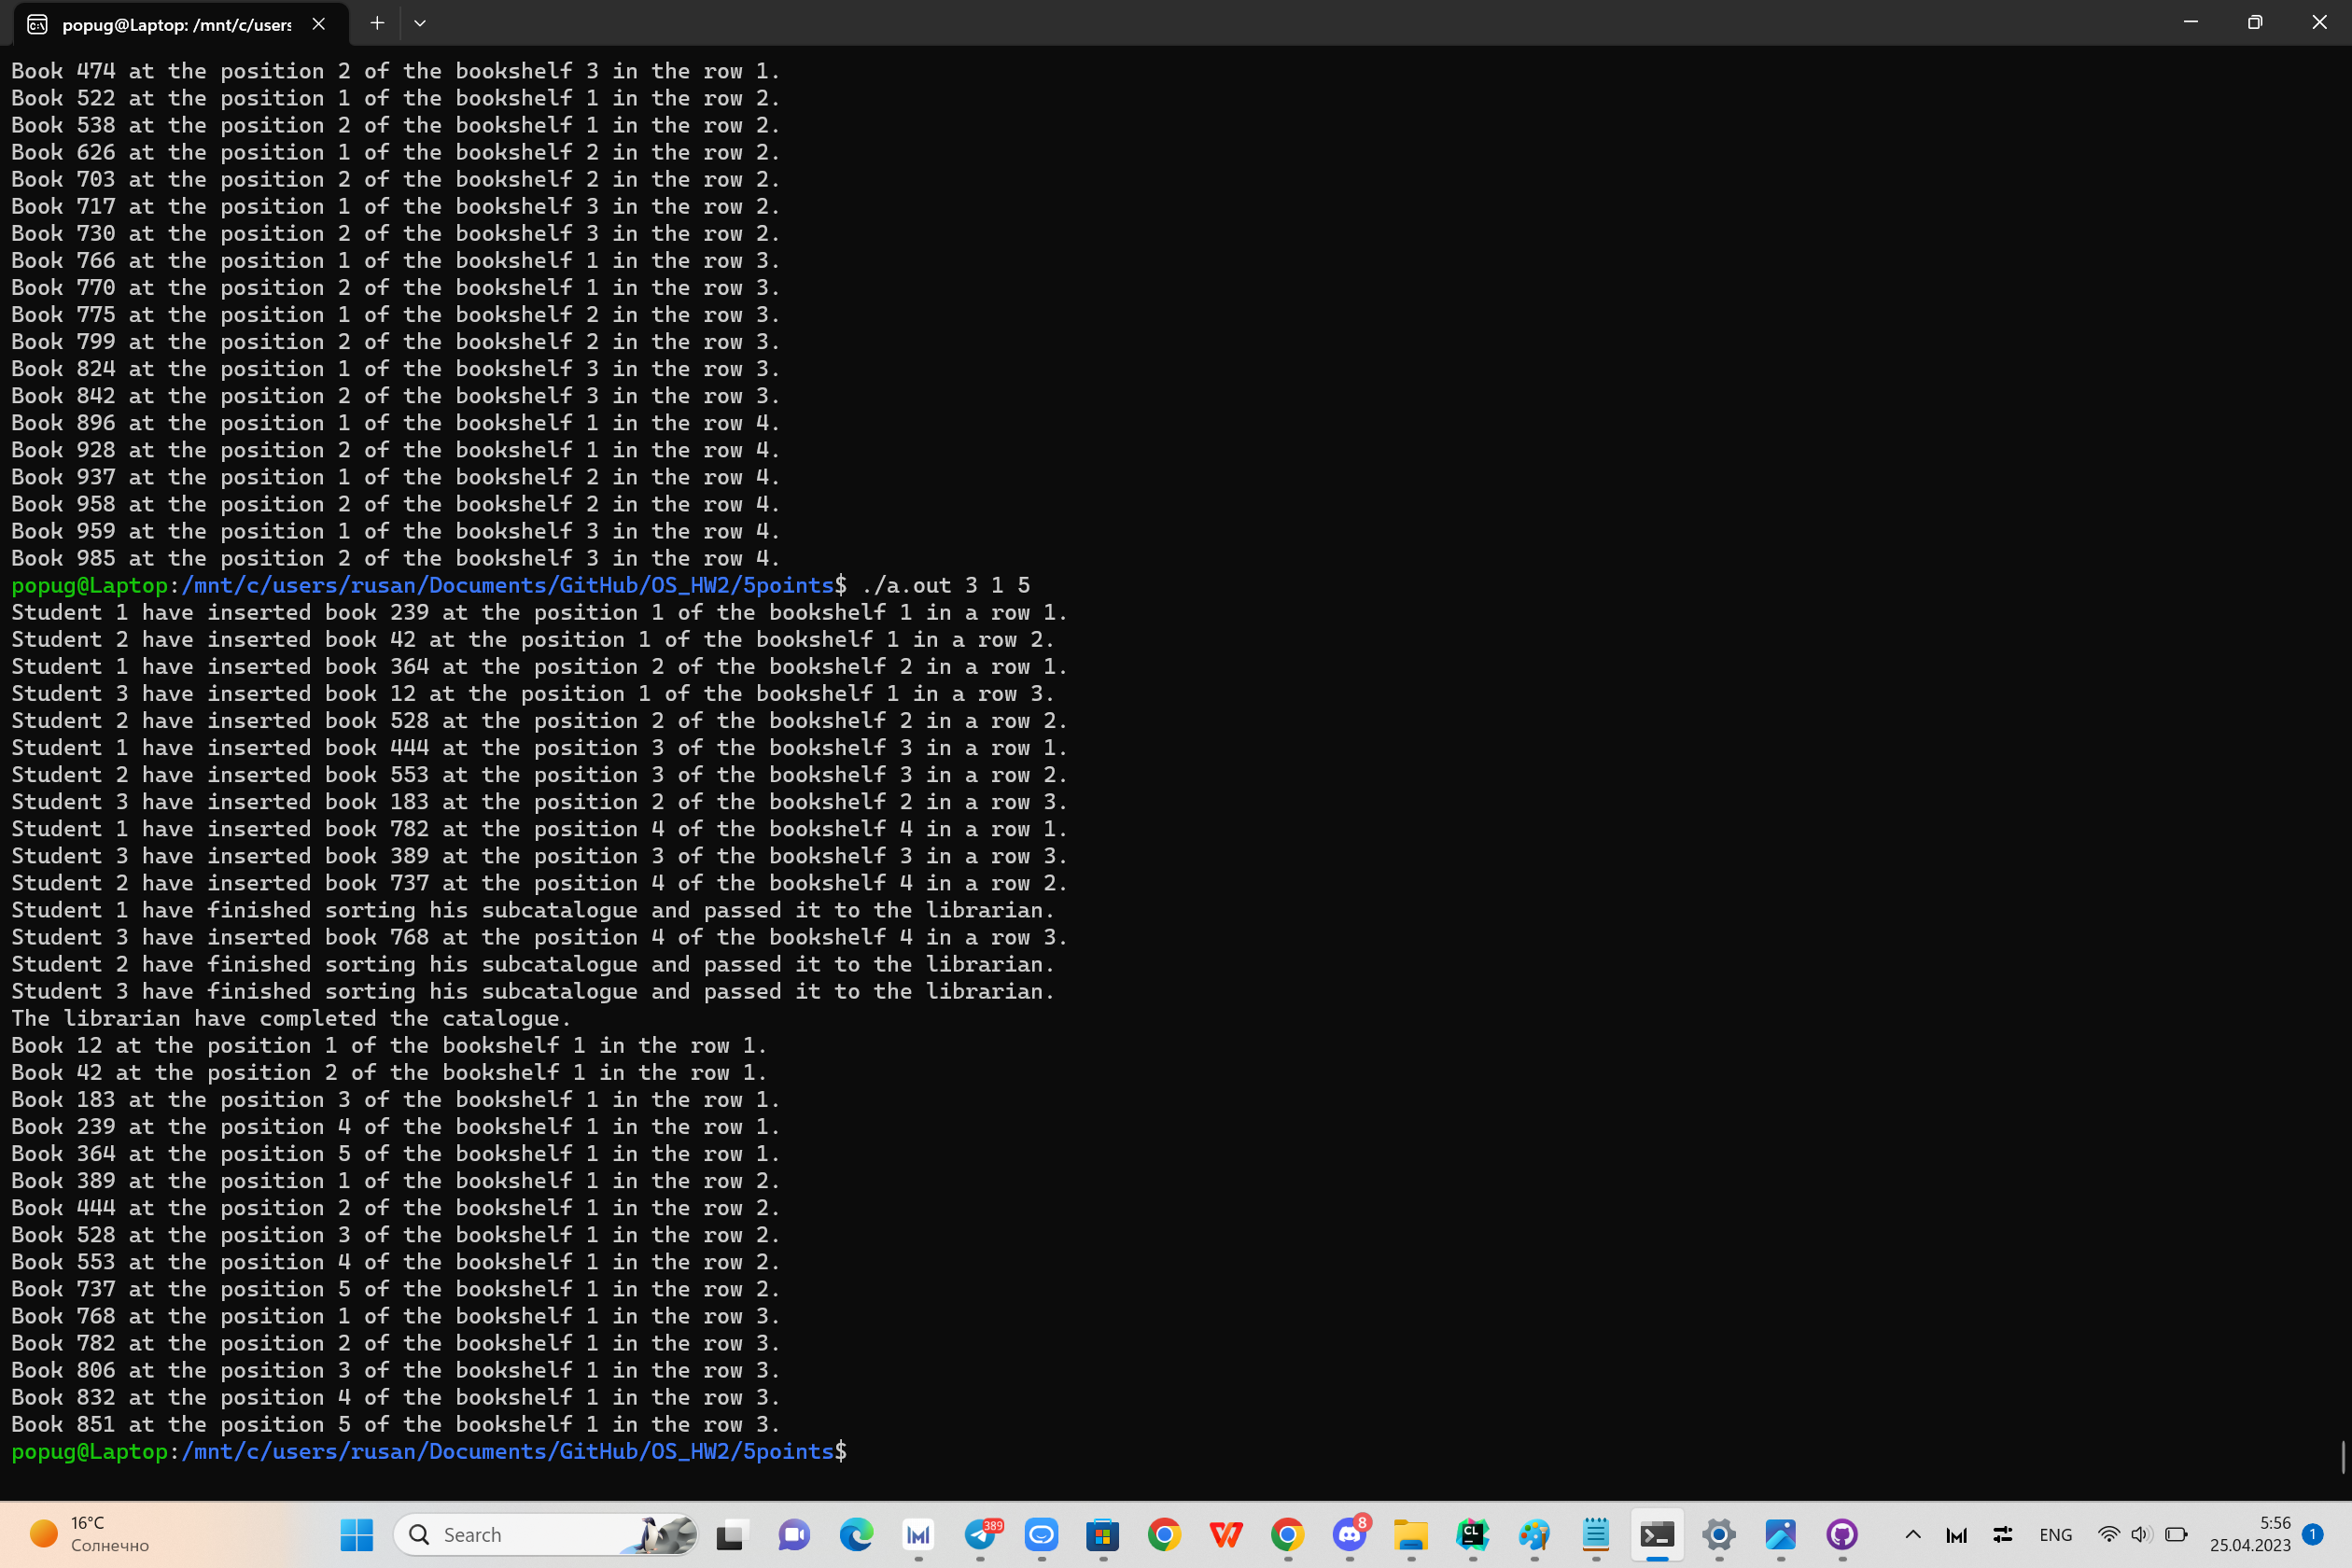 popug@Laptop: /mnt/c/users
Book 474 at the position 2 of the bookshelf 3 in the row 1.
Book 522 at the position 1 of the bookshelf 1 in the row 2.
Book 538 at the position 2 of the bookshelf 1 in the row 2.
Book 626 at the position 1 of the bookshelf 2 in the row 2.
Book 703 at the position 2 of the bookshelf 2 in the row 2.
Book 717 at the position 1 of the bookshelf 3 in the row 2.
Book 730 at the position 2 of the bookshelf 3 in the row 2.
Book 766 at the position 1 of the bookshelf 1 in the row 3.
Book 770 at the position 2 of the bookshelf 1 in the row 3.
Book 775 at the position 1 of the bookshelf 2 in the row 3.
Book 799 at the position 2 of the bookshelf 2 in the row 3.
Book 824 at the position 1 of the bookshelf 3 in the row 3.
Book 842 at the position 2 of the bookshelf 3 in the row 3.
Book 896 at the position 1 of the bookshelf 1 in the row 4.
Book 928 at the position 2 of the bookshelf 1 in the row 4.
Book 937 at the position 1 of the bookshelf 2 in the row 4.
Book 958 at the position 2 of the bookshelf 2 in the row 4.
Book 959 at the position 1 of the bookshelf 3 in the row 4.
Book 985 at the position 2 of the bookshelf 3 in the row 4.
popug@Laptop:/mnt/c/users/rusan/Documents/GitHub/OS_HW2/5points$ ./a.out 3 1 5
Student 1 have inserted book 239 at the position 1 of the bookshelf 1 in a row 1.
Student 2 have inserted book 42 at the position 1 of the bookshelf 1 in a row 2.
Student 1 have inserted book 364 at the position 2 of the bookshelf 2 in a row 1.
Student 3 have inserted book 12 at the position 1 of the bookshelf 1 in a row 3.
Student 2 have inserted book 528 at the position 2 of the bookshelf 2 in a row 2.
Student 1 have inserted book 444 at the position 3 of the bookshelf 3 in a row 1.
Student 2 have inserted book 553 at the position 3 of the bookshelf 3 in a row 2.
Student 3 have inserted book 183 at the position 2 of the bookshelf 2 in a row 3.
Student 1 have inserted book 782 at the position 4 of the bookshelf 4 in a row 1.
Student 3 have inserted book 389 at the position 3 of the bookshelf 3 in a row 3.
Student 2 have inserted book 737 at the position 4 of the bookshelf 4 in a row 2.
Student 1 have finished sorting his subcatalogue and passed it to the librarian.
Student 3 have inserted book 768 at the position 4 of the bookshelf 4 in a row 3.
Student 2 have finished sorting his subcatalogue and passed it to the librarian.
Student 3 have finished sorting his subcatalogue and passed it to the librarian.
The librarian have completed the catalogue.
Book 12 at the position 1 of the bookshelf 1 in the row 1.
Book 42 at the position 2 of the bookshelf 1 in the row 1.
Book 183 at the position 3 of the bookshelf 1 in the row 1.
Book 239 at the position 4 of the bookshelf 1 in the row 1.
Book 364 at the position 5 of the bookshelf 1 in the row 1.
Book 389 at the position 1 of the bookshelf 1 in the row 2.
Book 444 at the position 2 of the bookshelf 1 in the row 2.
Book 528 at the position 3 of the bookshelf 1 in the row 2.
Book 553 at the position 4 of the bookshelf 1 in the row 2.
Book 737 at the position 5 of the bookshelf 1 in the row 2.
Book 768 at the position 1 of the bookshelf 1 in the row 3.
Book 782 at the position 2 of the bookshelf 1 in the row 3.
Book 806 at the position 3 of the bookshelf 1 in the row 3.
Book 832 at the position 4 of the bookshelf 1 in the row 3.
Book 851 at the position 5 of the bookshelf 1 in the row 3.
popug@Laptop:/mnt/c/users/rusan/Documents/GitHub/OS_HW2/5points$
16°C
Солнечно
Search
389
8
CL
ENG
5:56
25.04.2023
1